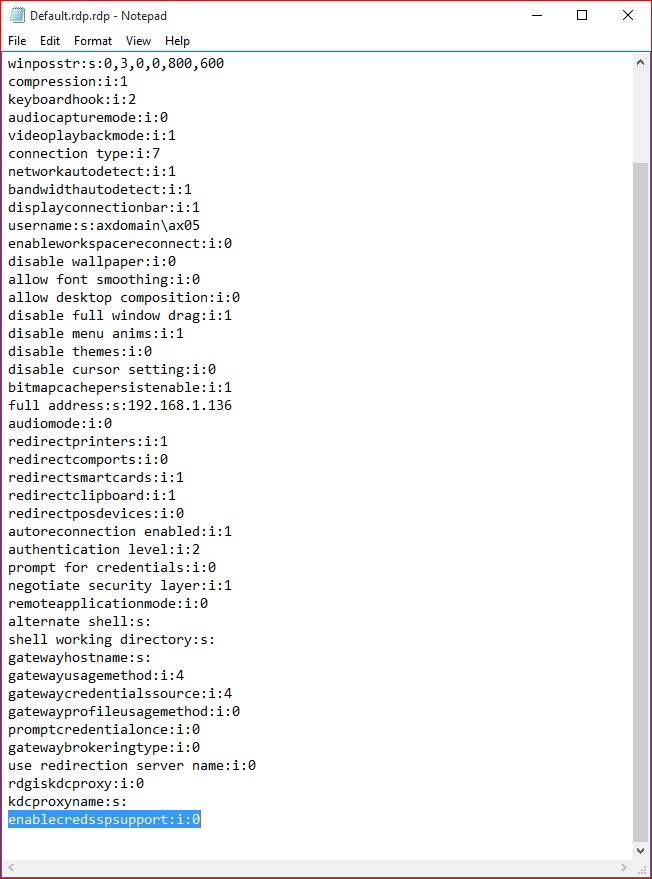 Default.rdp.rdp - Notepad
File Edit Format View Help
winposstr:s:0,3,0,0,800,600
compression:i:1
keyboardhook:i:2
audiocapturemode:i:0
videoplaybackmode:i:1
connection type:i:7
networkautodetect:i:1
bandwidthautodetect:i:1
displayconnectionbar:i:1
username:s:axdomain\ax05
enableworkspacereconnect:i:0
disable wallpaper:i:0
allow font smoothing:i:0
allow desktop composition:i:0
disable full window drag:i:1
disable menu anims:i:1
disable themes:i:0
disable cursor setting:i:0
bitmapcachepersistenable:i:1
full address:s:192.168.1.136
audiomode:i:0
redirectprinters:i:1
redirectcomports:i:0
redirectsmartcards:i:1
redirectclipboard:i:1
redirectposdevices:i:0
autoreconnection enabled:i:1
authentication level:i:2
prompt for credentials:i:0
negotiate security layer:i:1
remoteapplicationmode:i:0
alternate shell:s:
shell working directory:s:
gatewayhostname:s:
gatewayusagemethod:i:4
gatewaycredentialssource:i:4
gatewayprofileusagemethod:i:0
promptcredentialonce:i:0
gatewaybrokeringtype:i:0
use redirection server name:i:0
rdgiskdcproxy:i:0
kdcproxyname:s:
enablecredsspsupport:i:0